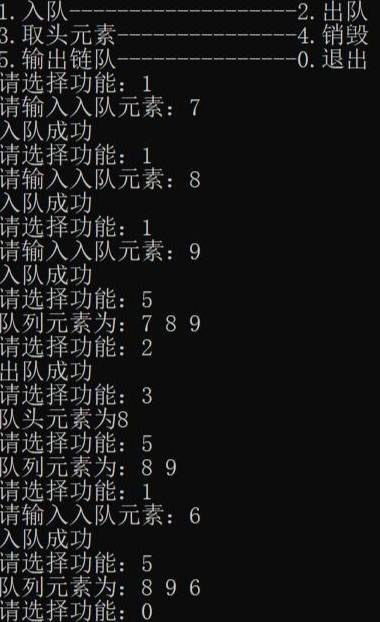 1.入队-------------------2.出队
3.取头元素---------------4.销毁
5.输出链队---------------0.退出
请选择功能：1
请输入入队元素：7
入队成功
请选择功能：1
请输入入队元素：8
入队成功
请选择功能：1
请输入入队元素：9
入队成功
请选择功能：5
队列元素为：7 8 9
请选择功能：2
出队成功
请选择功能：3
队头元素为8
请选择功能：5
队列元素为：8 9
请选择功能：1
请输入入队元素：6
入队成功
请选择功能：5
队列元素为：8 9 6
请选择功能：0